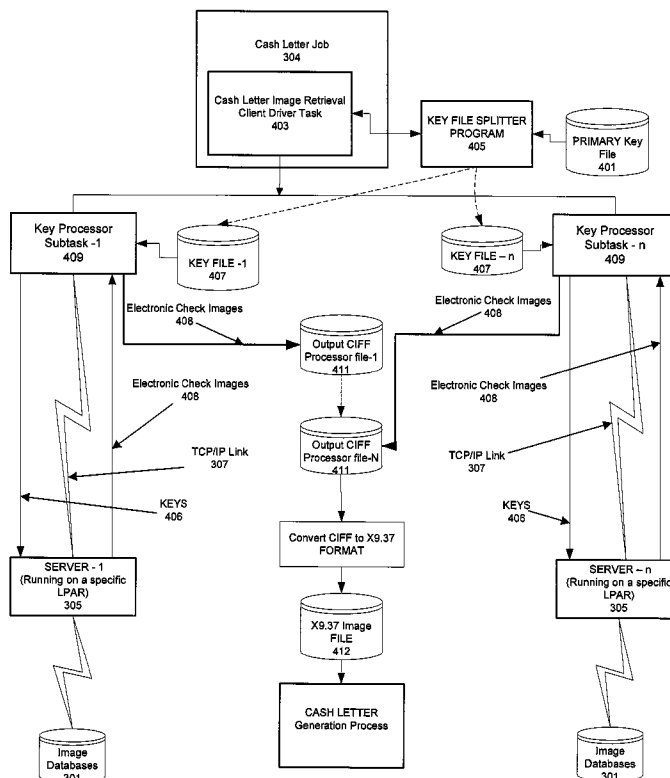 Cash Letter Job
304
Cash Letter Image Retrieval
Client Driver Task
403
KEY FILE SPLITTER
PROGRAM
405
PRIMARY Key
File
401
Key Processor
Subtask -1
409
KEY FILE -1
407
KEY FILE – n
407
Key Processor
Subtask - n
409
Electronic Check Images
408
Electronic Check Images
408
Output CIFF
Processor file-1
411
Electronic Check Images
408
Electronic Check Images
408
Output CIFF
Processor file-N
411
TCP/IP Link
307
TCP/IP Link
307
KEYS
406
KEYS
406
Convert CIFF to X9.37
FORMAT
SERVER - 1
(Running on a specific
LPAR)
305
SERVER – n
(Running on a specific
LPAR)
305
X9.37 Image
FILE
412
CASH LETTER
Generation Process
Image
Databases
301
Image
Databases
301